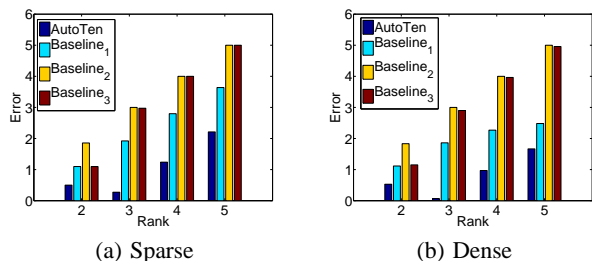 6
5
4
3
2
1
0
Error
AutoTen
Baseline1
Baseline2
Baseline3
2 3 4 5
Rank
(a) Sparse
6
5
4
3
2
1
0
Error
AutoTen
Baseline1
Baseline2
Baseline3
2 3 4 5
Rank
(b) Dense